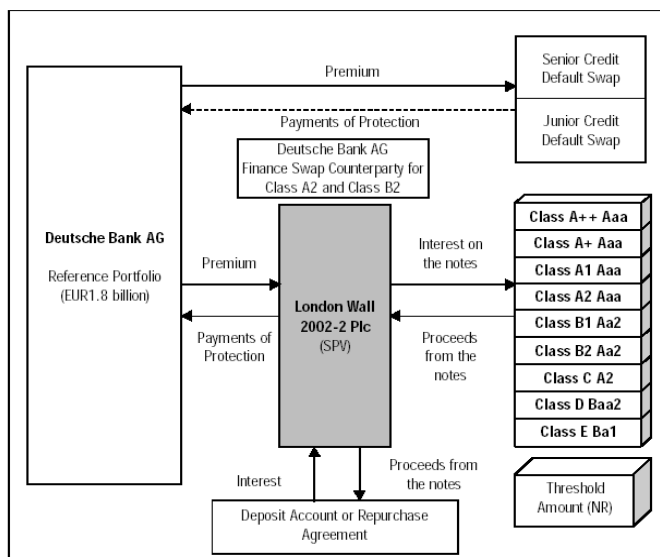 Premium
Senior Credit
Default Swap
Payments of Protection
Junior Credit
Default Swap
Deutsche Bank AG
Finance Swap Counterparty for
Class A2 and Class B2
Deutsche Bank AG
Reference Portfolio
(EUR1.8 billion)
Premium
Payments of
Protection
London Wall
2002-2 Plc
(SPV)
Interest on
the notes
Proceeds
from the
notes
Class A++ Aaa
Class A+ Aaa
Class A1 Aaa
Class A2 Aaa
Class B1 Aa2
Class B2 Aa2
Class C A2
Class D Baa2
Class E Ba1
Interest
Proceeds from
the notes
Deposit Account or Repurchase
Agreement
Threshold
Amount (NR)